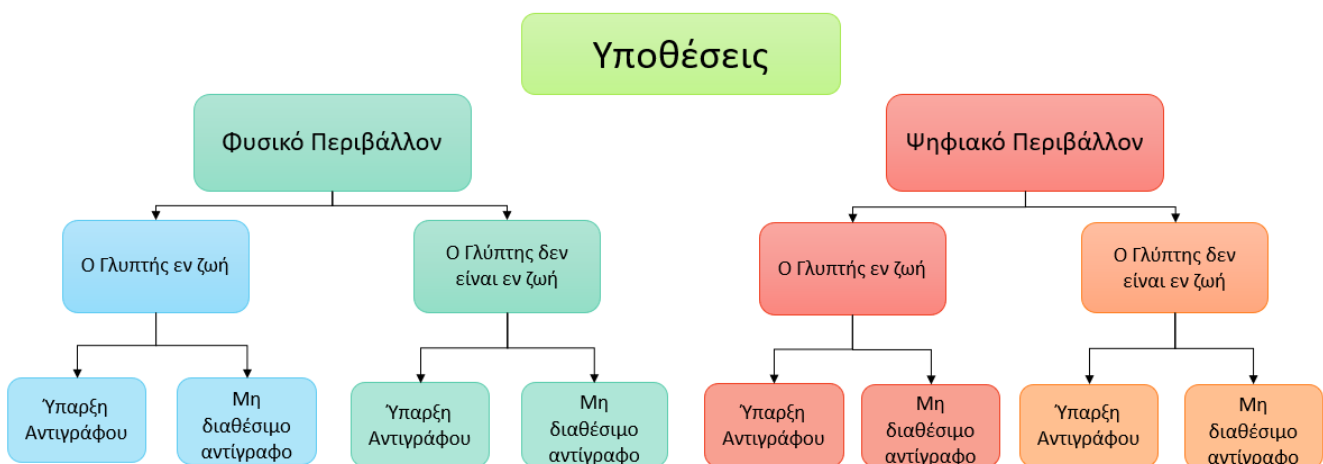 Υποθέσεις
Φυσικό Περιβάλλον
Ψηφιακό Περιβάλλον
Ο Γλυπτής εν ζωή
Ο Γλύπτης δεν
είναι εν ζωή
Ο Γλυπτής εν ζωή
Ο Γλύπτης δεν
είναι εν ζωή
Ύπαρξη
Αντιγράφου
Μη
διαθέσιμο
αντίγραφο
Ύπαρξη
Αντιγράφου
Μη
διαθέσιμο
αντίγραφο
Ύπαρξη
Αντιγράφου
Μη
διαθέσιμο
αντίγραφο
Ύπαρξη
Αντιγράφου
Μη
διαθέσιμο
αντίγραφο